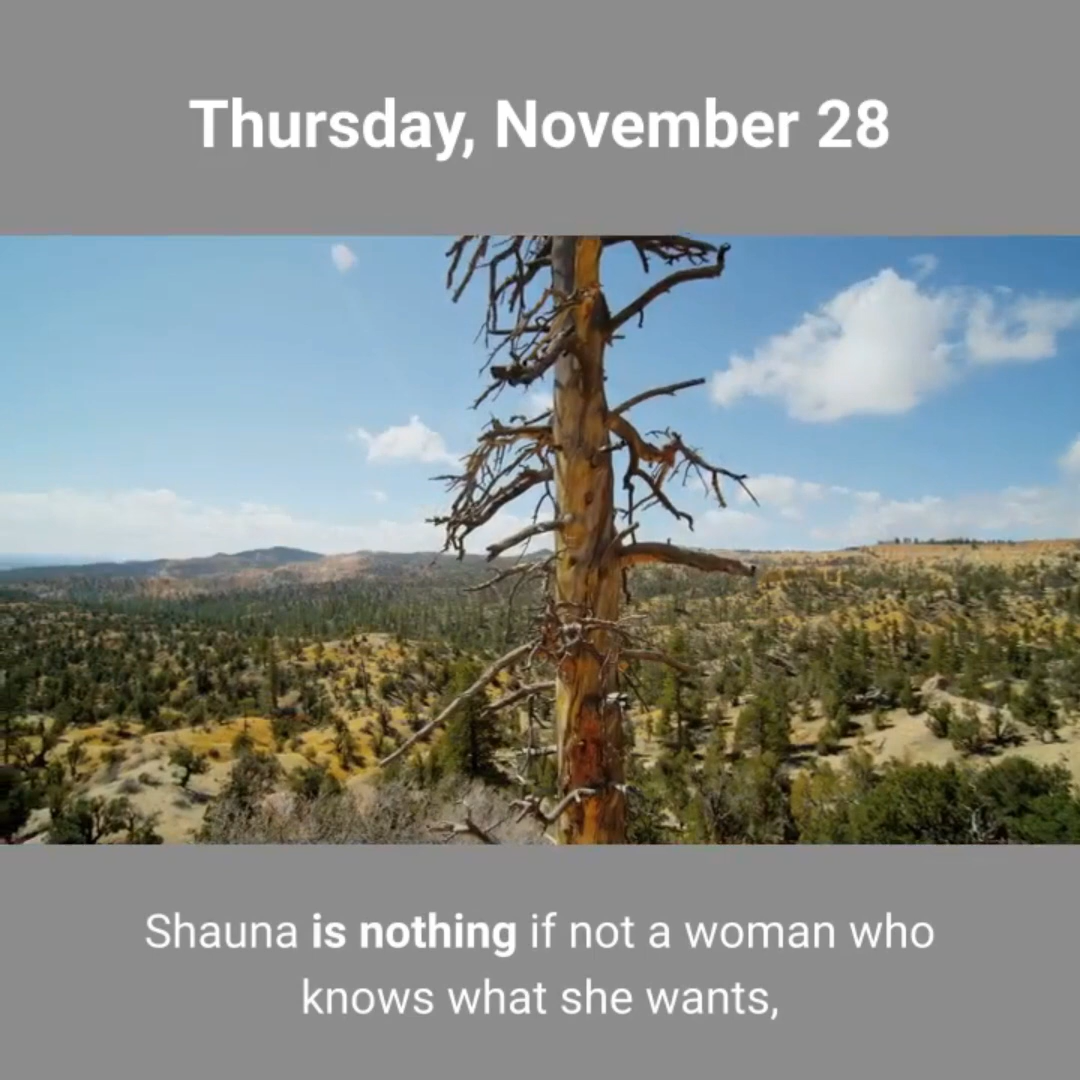 Thursday, November 28
Shauna is nothing if not a woman who
knows what she wants,